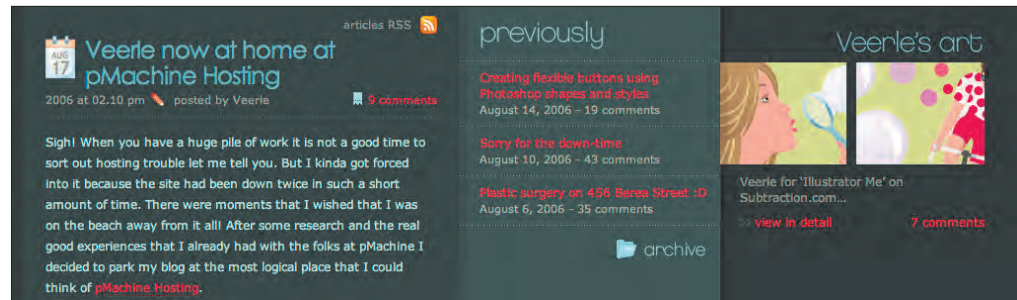 articles RSS
AUG
17
Veerle now at home at
pMachine Hosting
2006 at 02.10 pm posted by Veerle
9 comments
Sigh! When you have a huge pile of work it is not a good time to
sort out hosting trouble let me tell you. But I kinda got forced
into it because the site had been down twice in such a short
amount of time. There were moments that I wished that I was
on the beach away from it all! After some research and the real
good experiences that I already had with the folks at pMachine I
decided to park my blog at the most logical place that I could
think of pMachine Hosting.
previously
Creating flexible buttons using
Photoshop shapes and styles
August 14, 2006 - 19 comments
Sorry for the down-time
August 10, 2006 - 43 comments
Plastic surgery on 456 Berea Street :D
August 6, 2006 - 35 comments
archive
Veerle's art
Veerle for 'Illustrator Me' on
Subtraction.com...
>> view in detail
7 comments